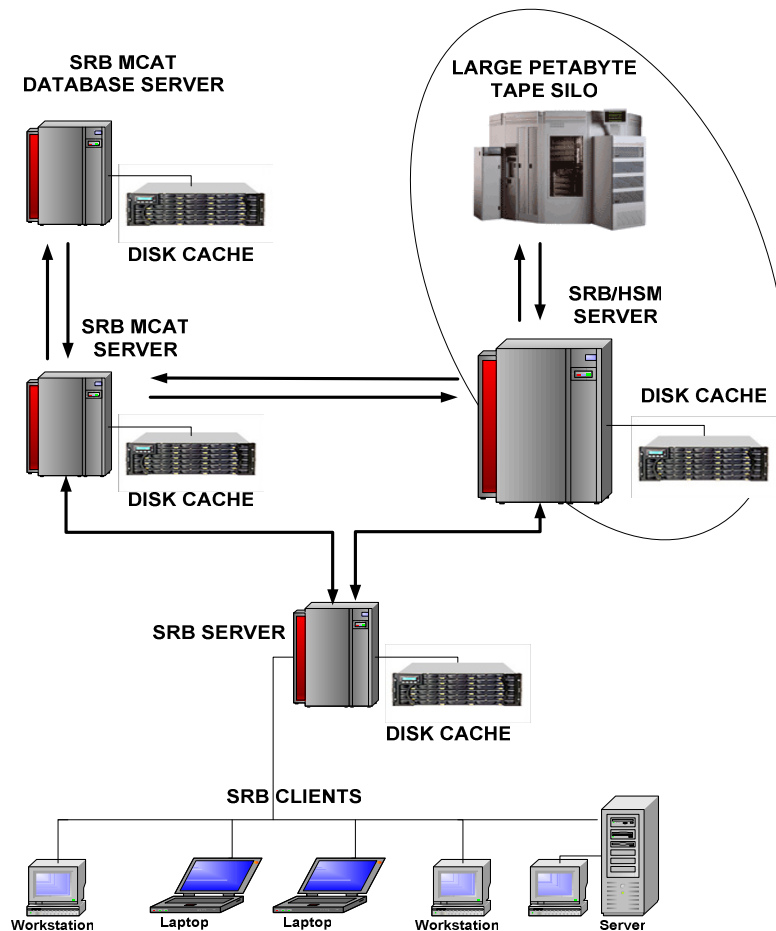 SRB MCAT
DATABASE SERVER
LARGE PETABYTE
TAPE SILO
DISK CACHE
SRB MCAT
SERVER
SRB/HSM
SERVER
DISK CACHE
DISK CACHE
SRB SERVER
DISK CACHE
SRB CLIENTS
Workstation
Laptop
Laptop
Workstation
Server